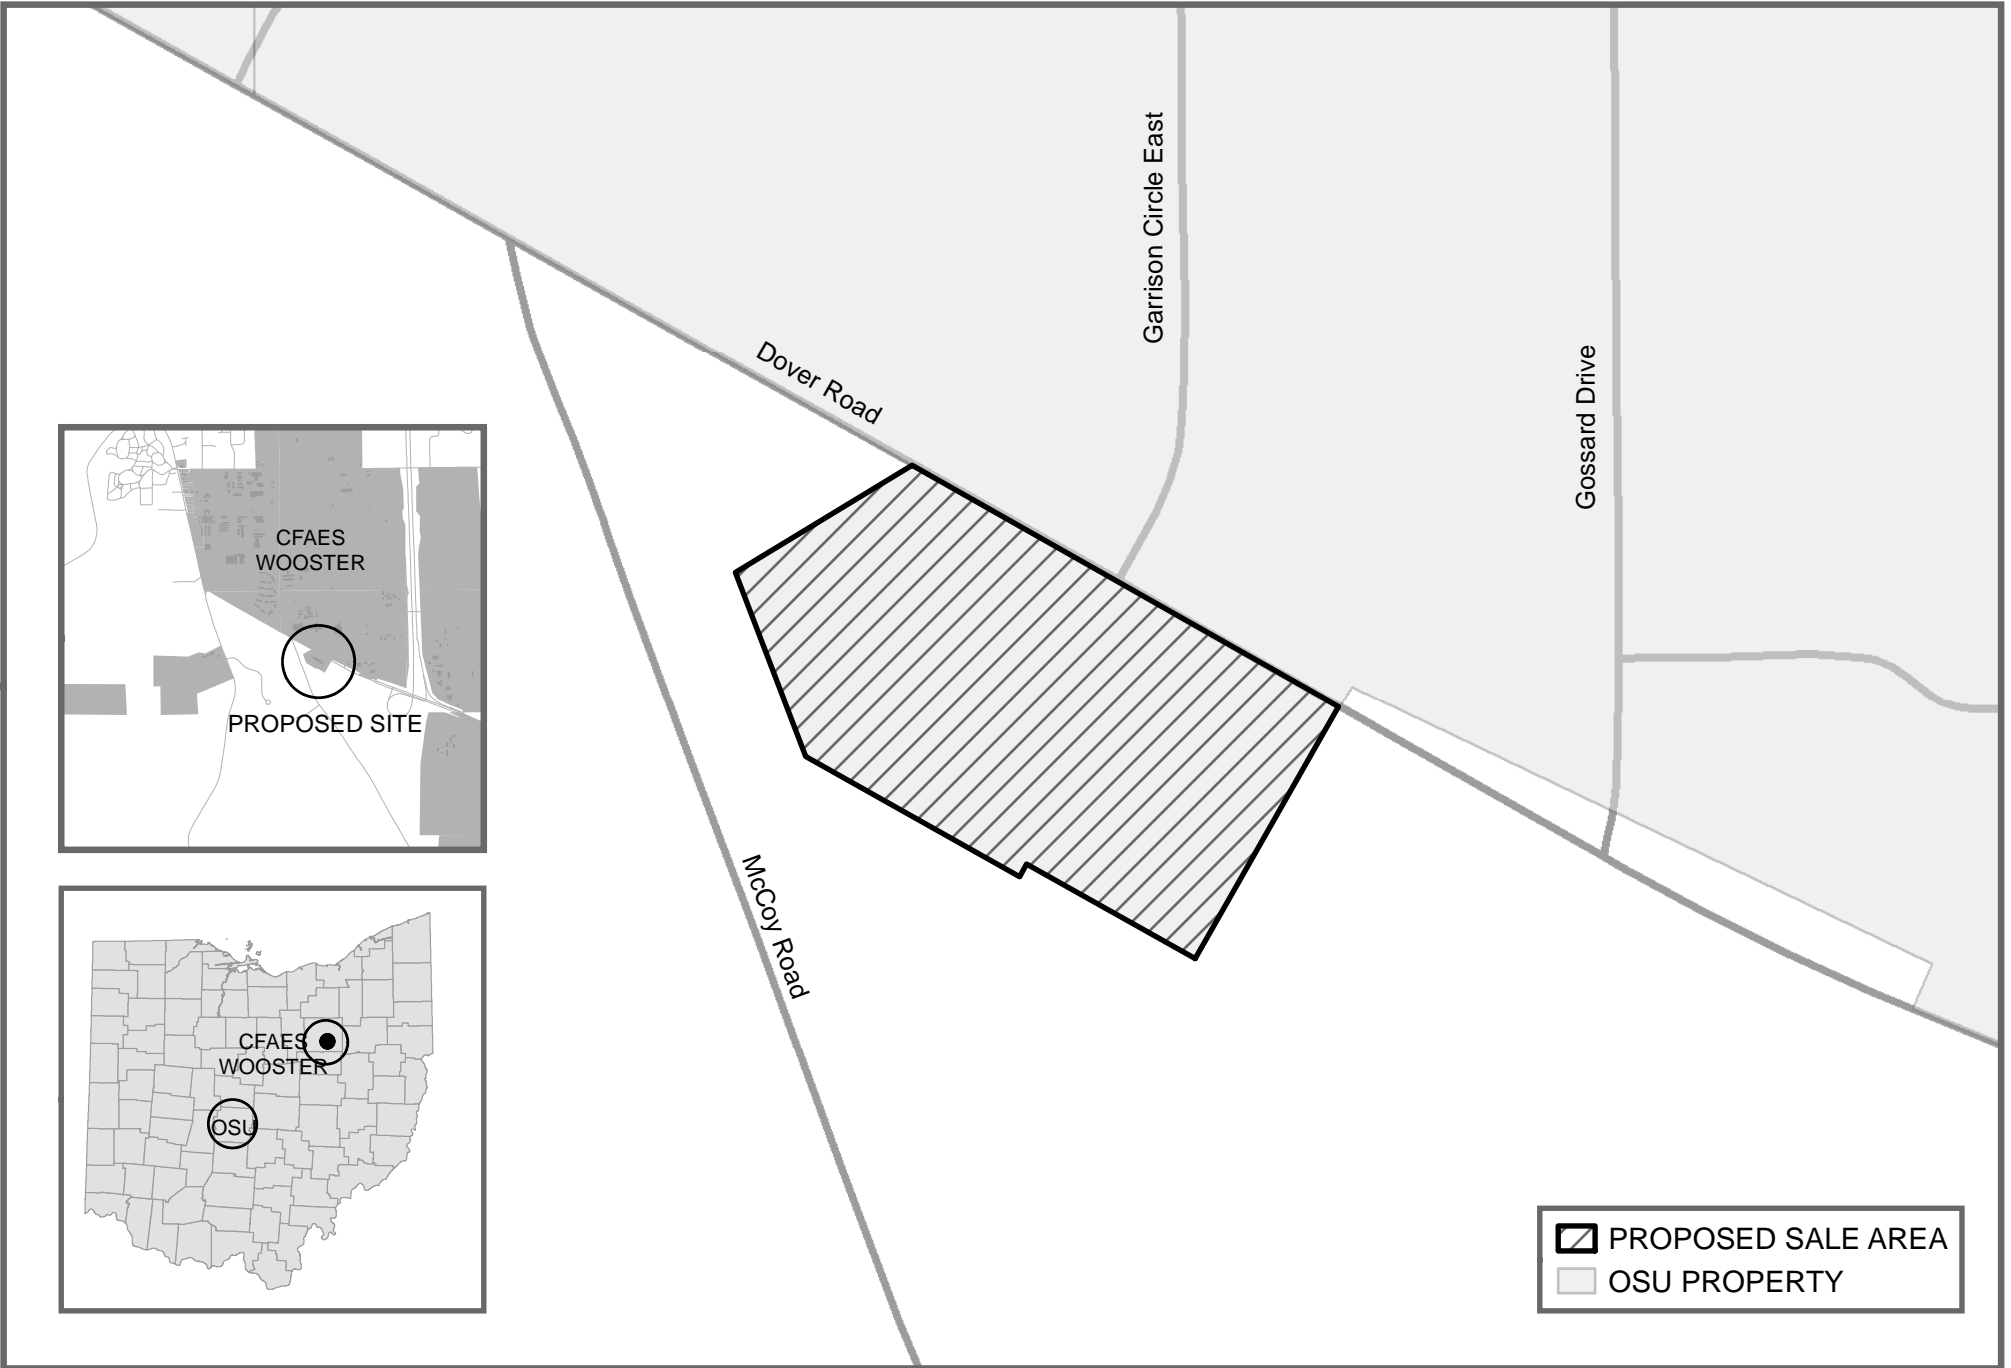 Garrison Circle East
Dover Road
Gossard Drive
CFAES
WOOSTER
PROPOSED SITE
McCoy Road
CFAES
WOOSTER
OSU
PROPOSED SALE AREA
OSU PROPERTY